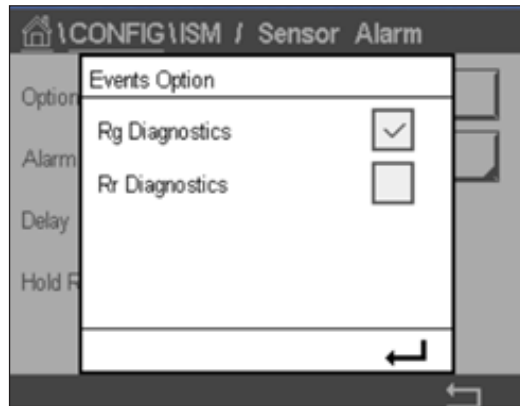 \CONFIG\ISM / Sensor Alarm
Events Option
Option
Rg Diagnostics
Alarm
Rr Diagnostics
Delay
Hold R